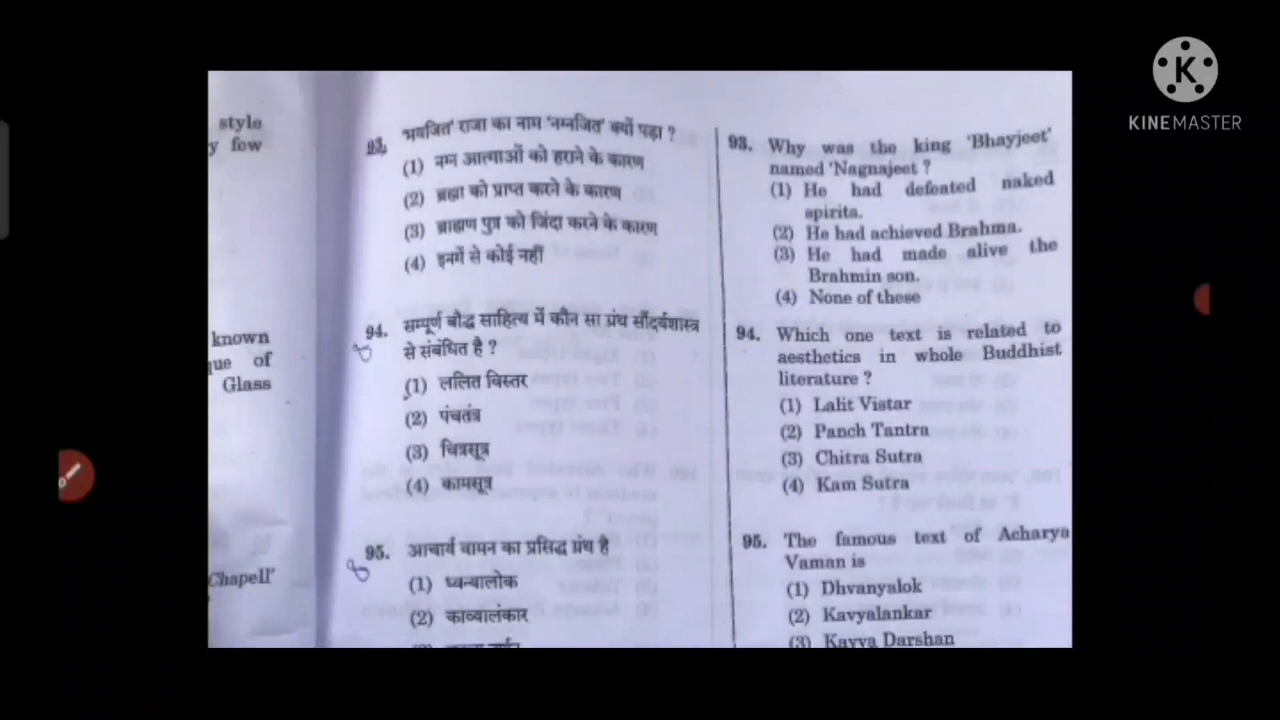 KINEMASTER
style
y few
known
ue of
Glass
Chapell'
93.
'भयजित' राजा का नाम 'नग्नजित' क्यों पड़ा ?
(1) नग्न आत्माओं को हराने के कारण
(2) ब्रह्मा को प्राप्त करने के कारण
(3) ब्राह्मण पुत्र को जिंदा करने के कारण
(4) इनमें से कोई नहीं
94. सम्पूर्ण बौद्ध साहित्य में कौन सा ग्रंथ सौंदर्यशास्त्र
से संबंधित है ?
(1) ललित विस्तर
(2) पंचतंत्र
(3) चित्रसूत्र
(4) कामसूत्र
95. आचार्य वामन का प्रसिद्ध ग्रंथ है
(1) ध्वन्यालोक
(2) काव्यालंकार
93. Why was the king 'Bhayjeet'
named 'Nagnajeet ?
(1) He had defeated naked
spirits.
(2) He had achieved Brahma.
(3) He had made alive the
Brahmin son.
(4) None of these
94. Which one text is related to
aesthetics in whole Buddhist
literature ?
(1) Lalit Vistar
(2) Panch Tantra
(3) Chitra Sutra
(4) Kam Sutra
95. The famous text of Acharya
Vaman is
(1) Dhvanyalok
(2) Kavyalankar
(3) Kavya Darshan